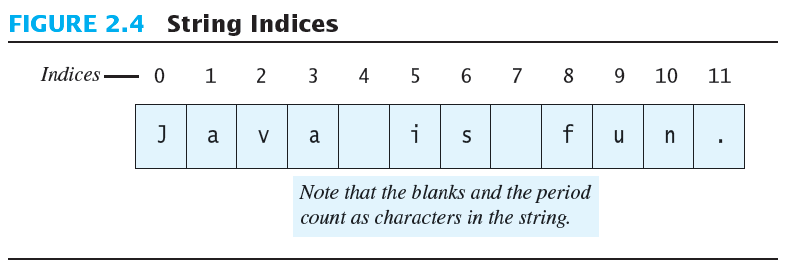 FIGURE 2.4 String Indices
Indices 0 1 2 3 4 5 6 7 8 9 10 11
J a v a i s f u n .
Note that the blanks and the period
count as characters in the string.